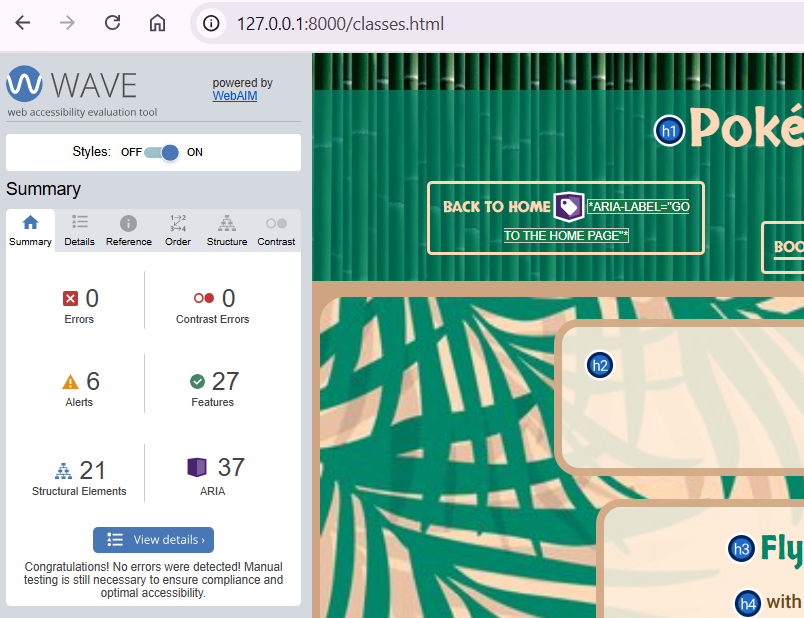 127.0.0.1:8000/classes.html
WAVE
web accessibility evaluation tool
powered by
WebAIM
Styles: OFF ON
Summary
Summary Details Reference Order Structure Contrast
0
Errors
0
Contrast Errors
6
Alerts
27
Features
21
Structural Elements
37
ARIA
View details ›
Congratulations! No errors were detected! Manual
testing is still necessary to ensure compliance and
optimal accessibility.
h1 Poké
BACK TO HOME *ARIA-LABEL="GO
TO THE HOME PAGE"*
BOO
h2
h3 Fly
h4 with